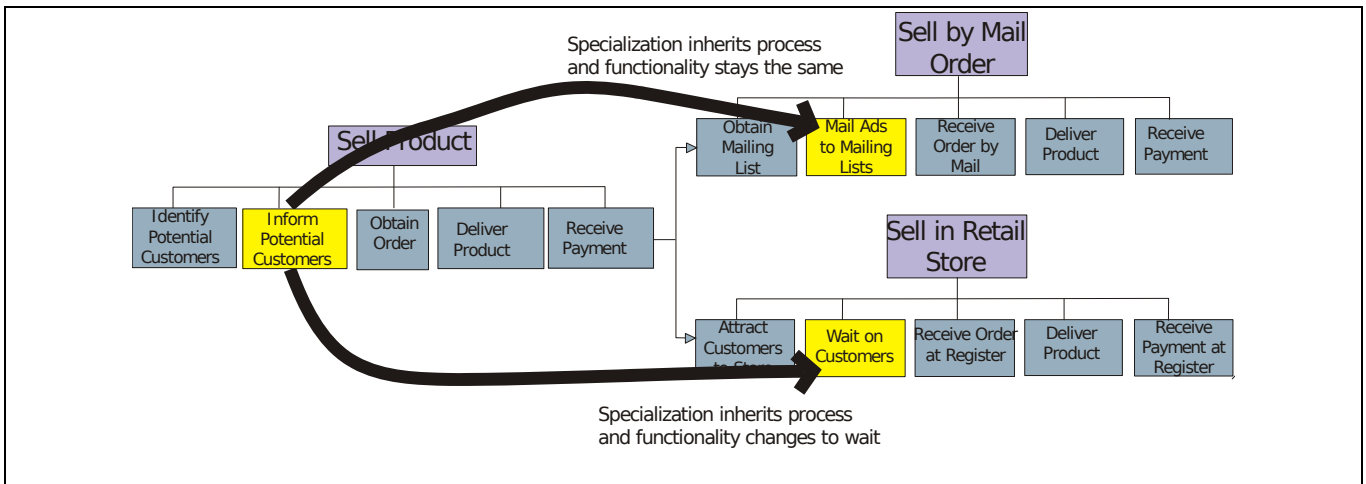 Specialization inherits process
and functionality stays the same
Sell by Mail
Order
Obtain
Mailing
List
Mail Ads
to Mailing
Lists
Receive
Order by
Mail
Deliver
Product
Receive
Payment
Sell Product
Identify
Potential
Customers
Inform
Potential
Customers
Obtain
Order
Deliver
Product
Receive
Payment
Sell in Retail
Store
Attract
Customers
to Store
Wait on
Customers
Receive Order
at Register
Deliver
Product
Receive
Payment at
Register
Specialization inherits process
and functionality changes to wait